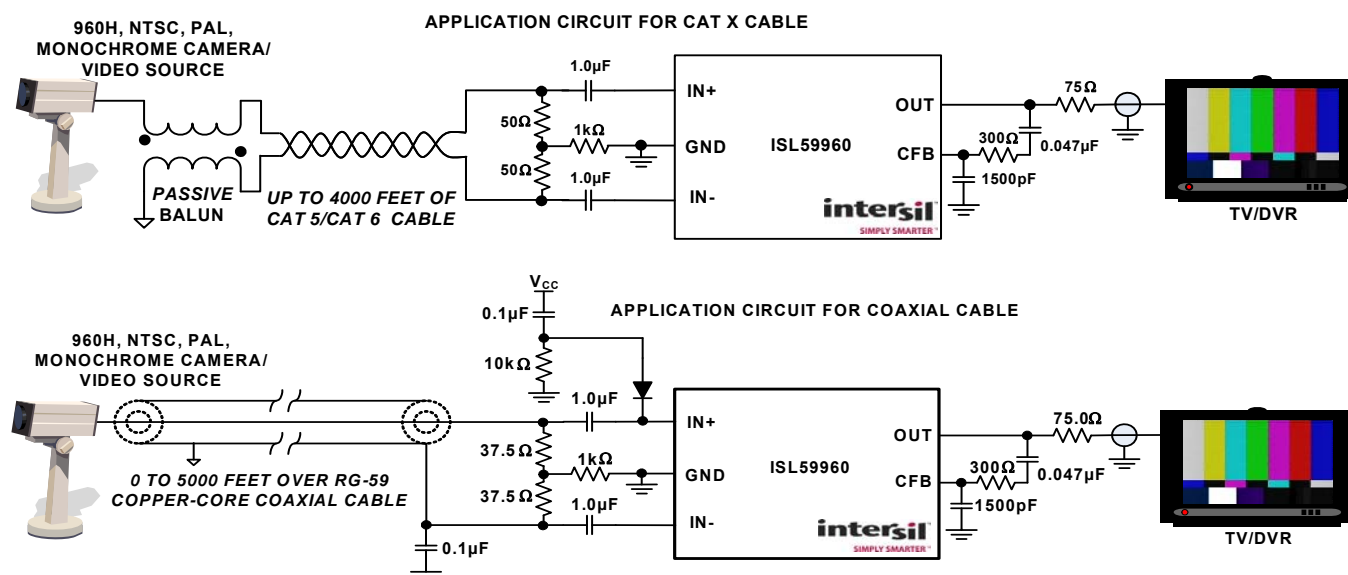 APPLICATION CIRCUIT FOR CAT X CABLE
960H, NTSC, PAL,
MONOCHROME CAMERA/
VIDEO SOURCE
PASSIVE
BALUN
UP TO 4000 FEET OF
CAT 5/CAT 6 CABLE
1.0µF
50Ω
1kΩ
50Ω
1.0µF
IN+
GND
IN-
ISL59960
OUT
CFB
intersil™
SIMPLY SMARTER™
75Ω
300Ω
0.047µF
1500pF
TV/DVR
APPLICATION CIRCUIT FOR COAXIAL CABLE
960H, NTSC, PAL,
MONOCHROME CAMERA/
VIDEO SOURCE
0 TO 5000 FEET OVER RG-59
COPPER-CORE COAXIAL CABLE
VCC
0.1µF
10kΩ
1.0µF
37.5Ω
1kΩ
37.5Ω
1.0µF
0.1µF
IN+
GND
IN-
ISL59960
OUT
CFB
intersil™
SIMPLY SMARTER™
75.0Ω
300Ω
0.047µF
1500pF
TV/DVR